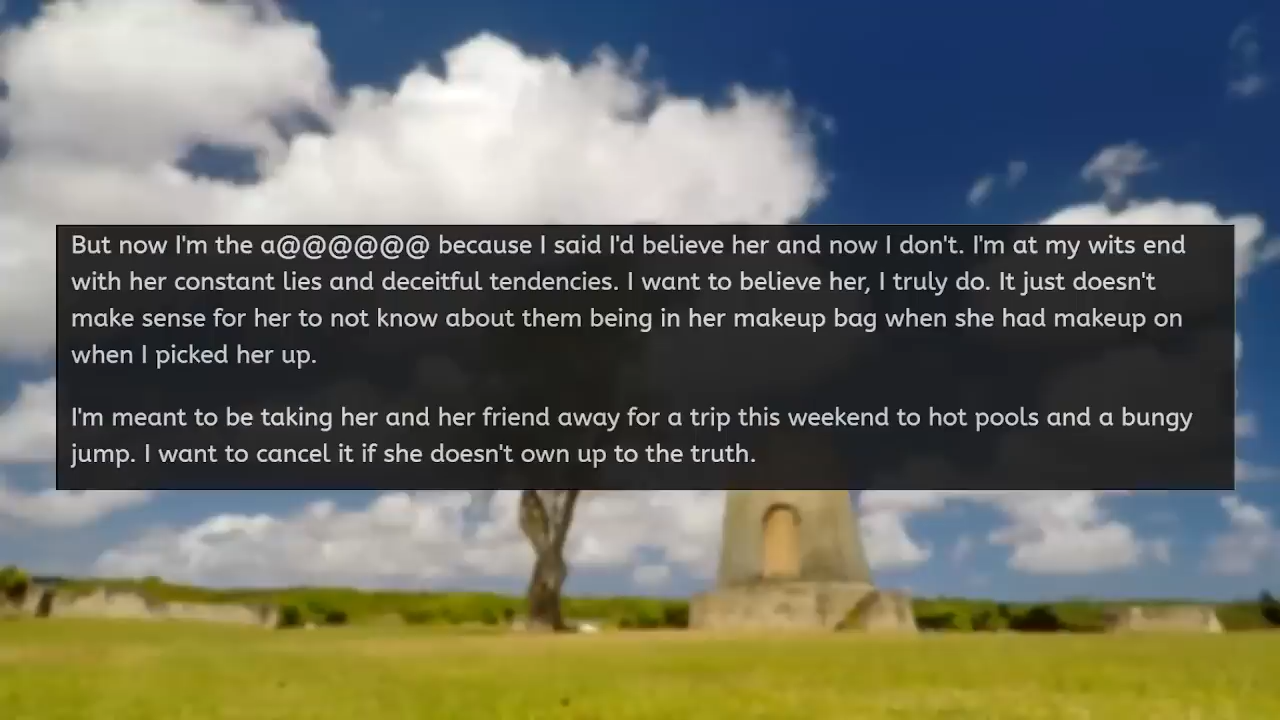 But now I'm the a@@@@@@ because I said I'd believe her and now I don't. I'm at my wits end
with her constant lies and deceitful tendencies. I want to believe her, I truly do. It just doesn't
make sense for her to not know about them being in her makeup bag when she had makeup on
when I picked her up.
I'm meant to be taking her and her friend away for a trip this weekend to hot pools and a bungy
jump. I want to cancel it if she doesn't own up to the truth.